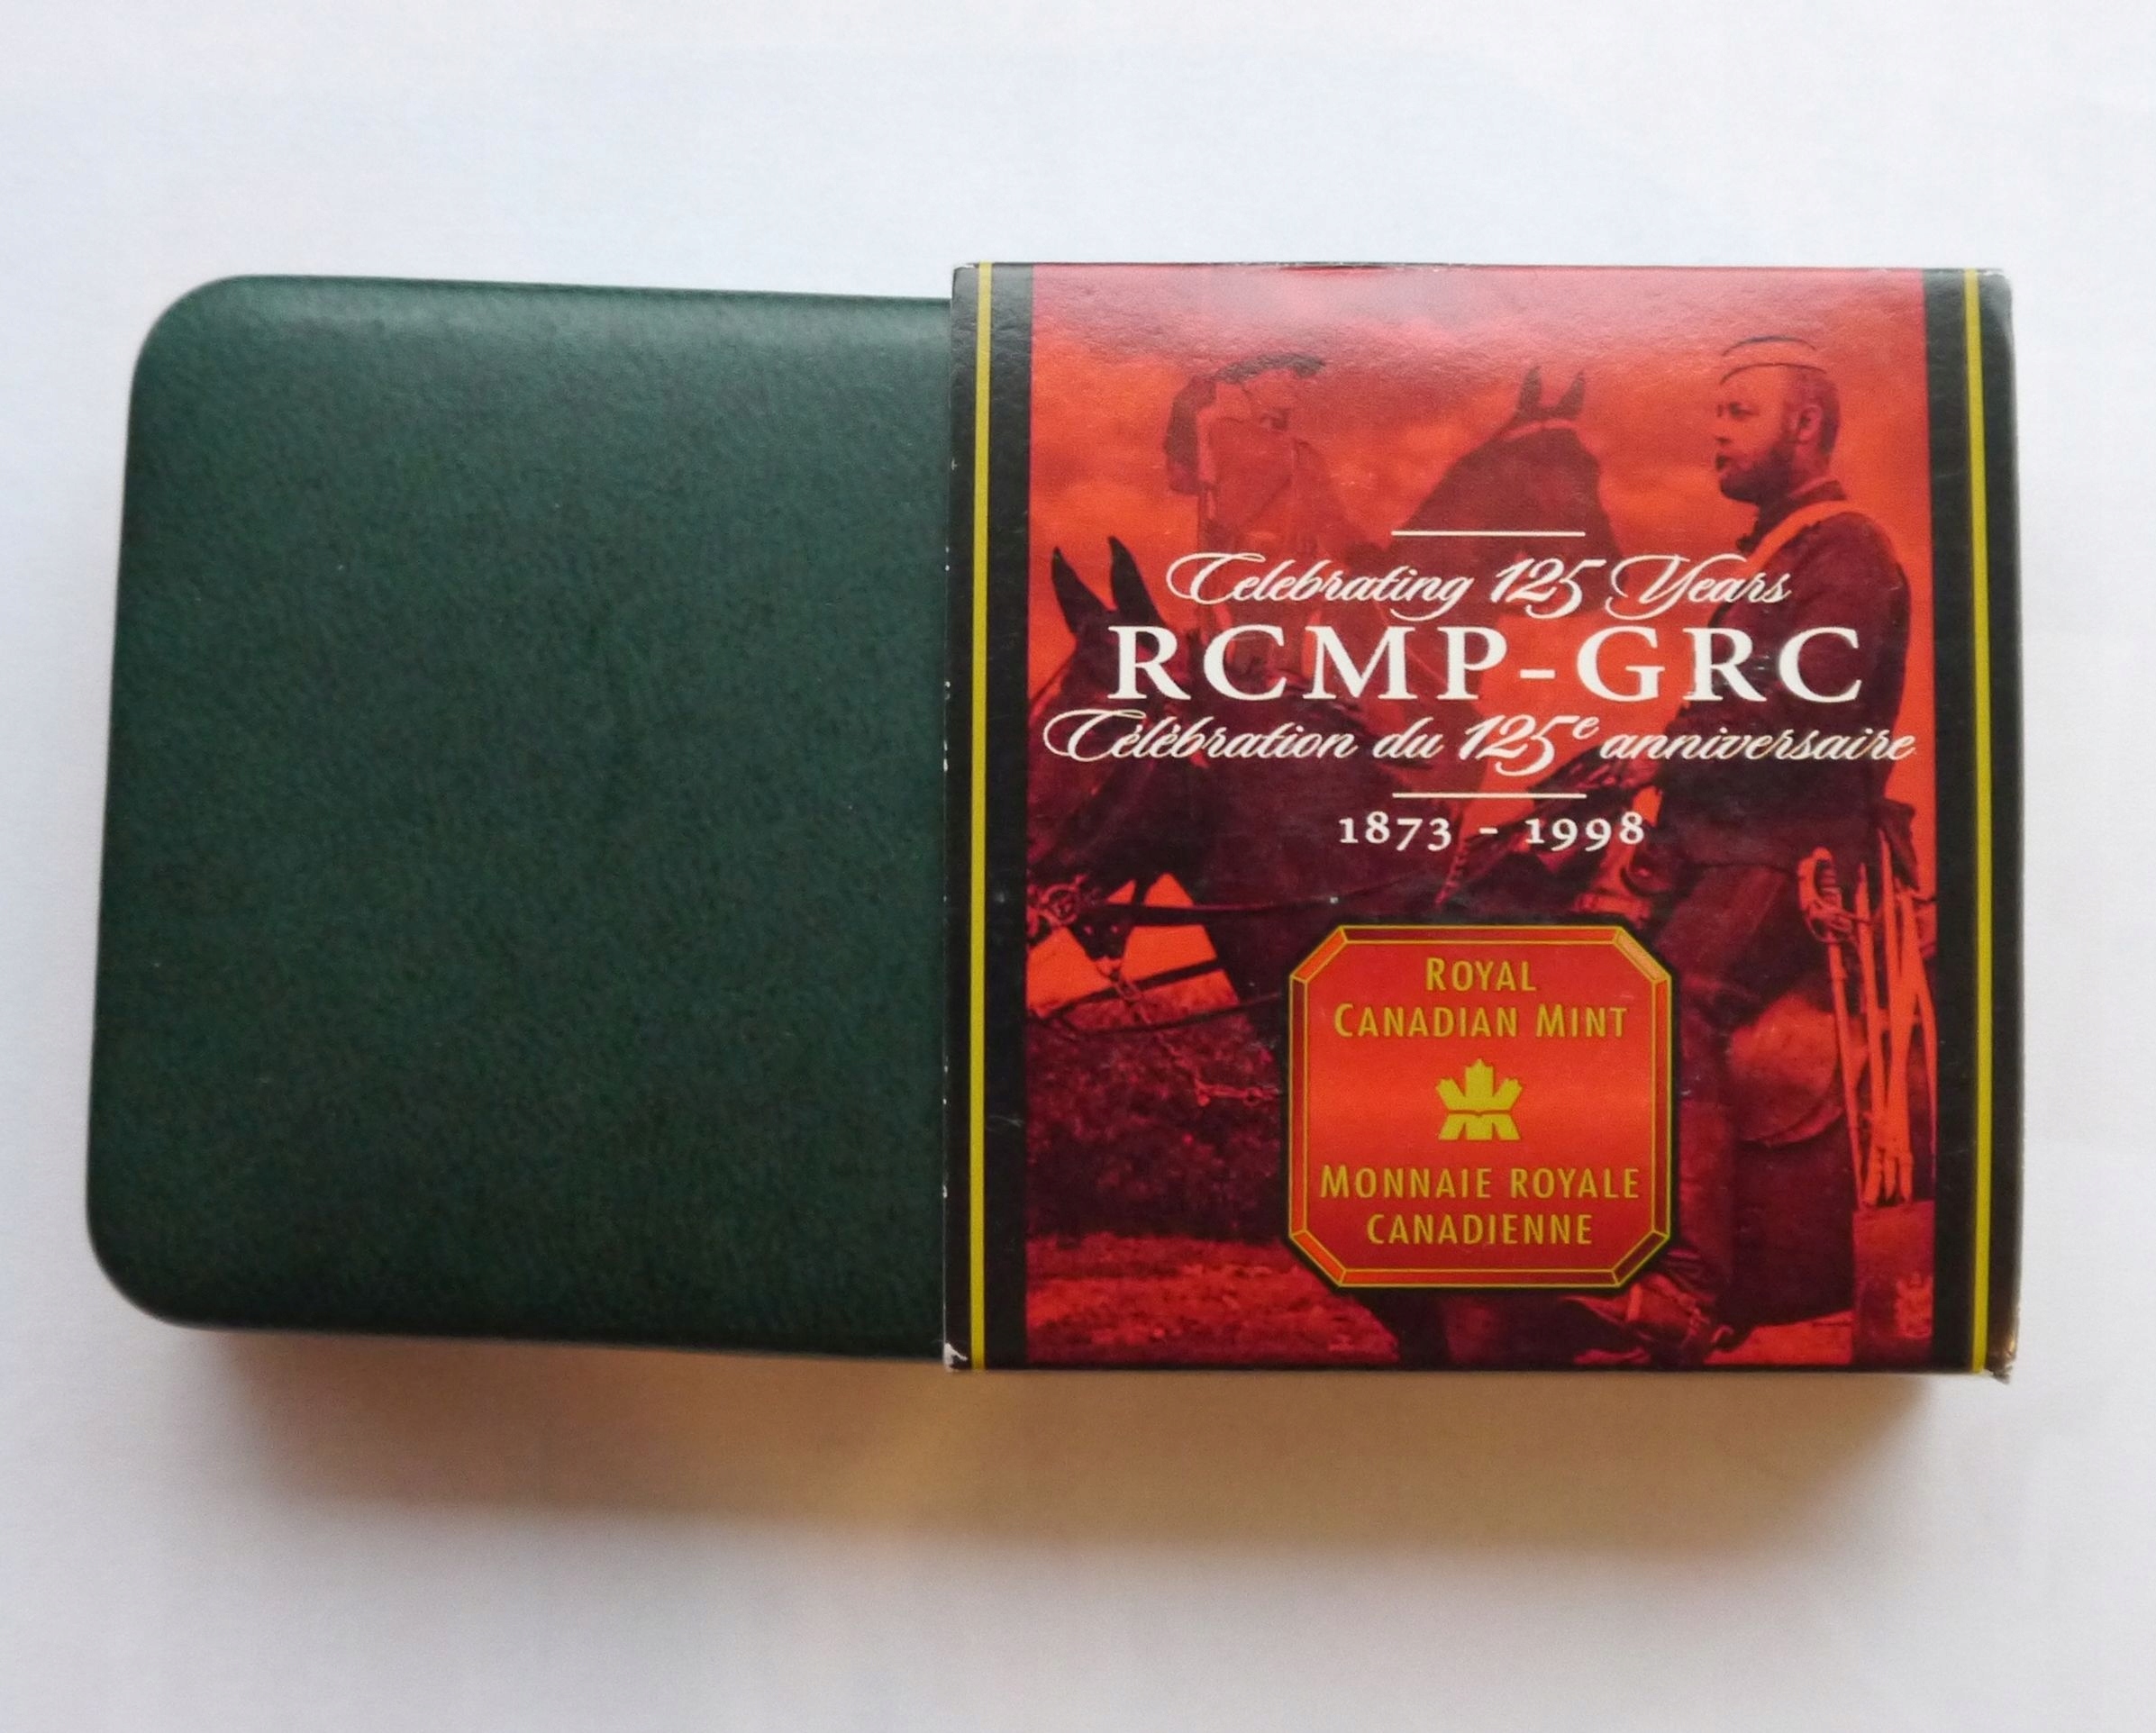 Celebrating 125 Years
RCMP-GRC
Célébration du 125e anniversaire
1873 - 1998
ROYAL
CANADIAN MINT
MONNAIE ROYALE
CANADIENNE